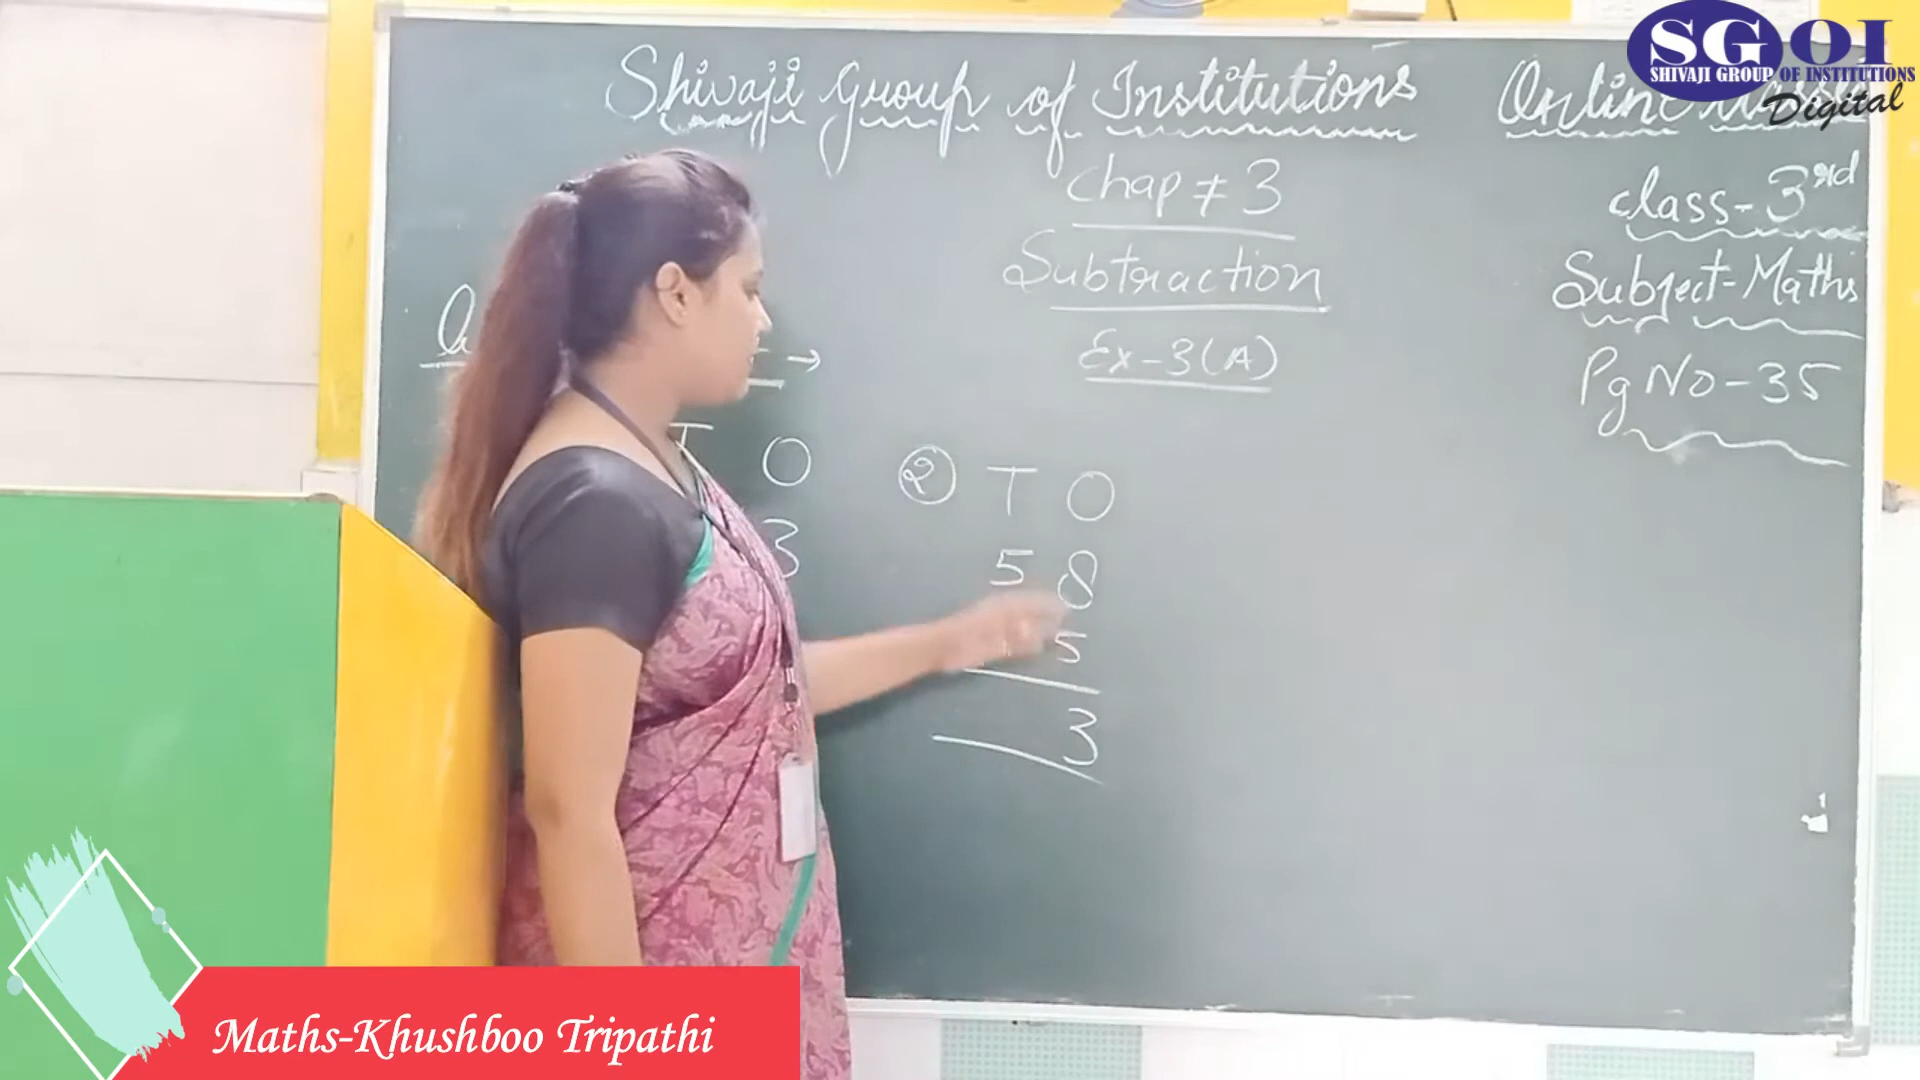 SGOI
SHIVAJI GROUP OF INSTITUTIONS
Digital
Shivaji Group of Institutions Online
Chap ≠ 3
class-3rd
Subtraction
Subject-Maths
Ex-3(A)
Pg No-35
T O
② T O
3
5 8
5
3
Maths-Khushboo Tripathi